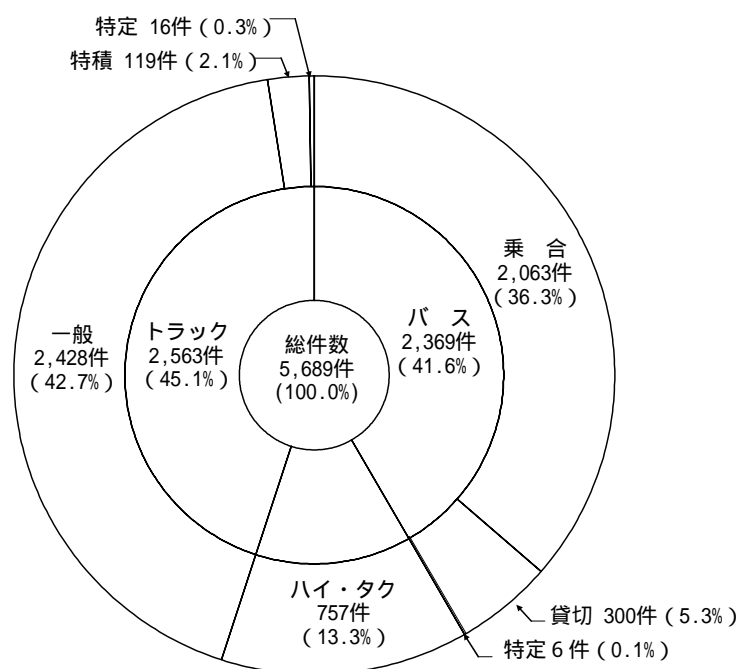 特定 16件(0.3%)
特積 119件(2.1%)
乗 合
2,063件
(36.3%)
バ ス
2,369件
(41.6%)
総件数
5,689件
(100.0%)
トラック
2,563件
(45.1%)
一般
2,428件
(42.7%)
ハイ・タク
757件
(13.3%)
貸切 300件(5.3%)
特定6件(0.1%)